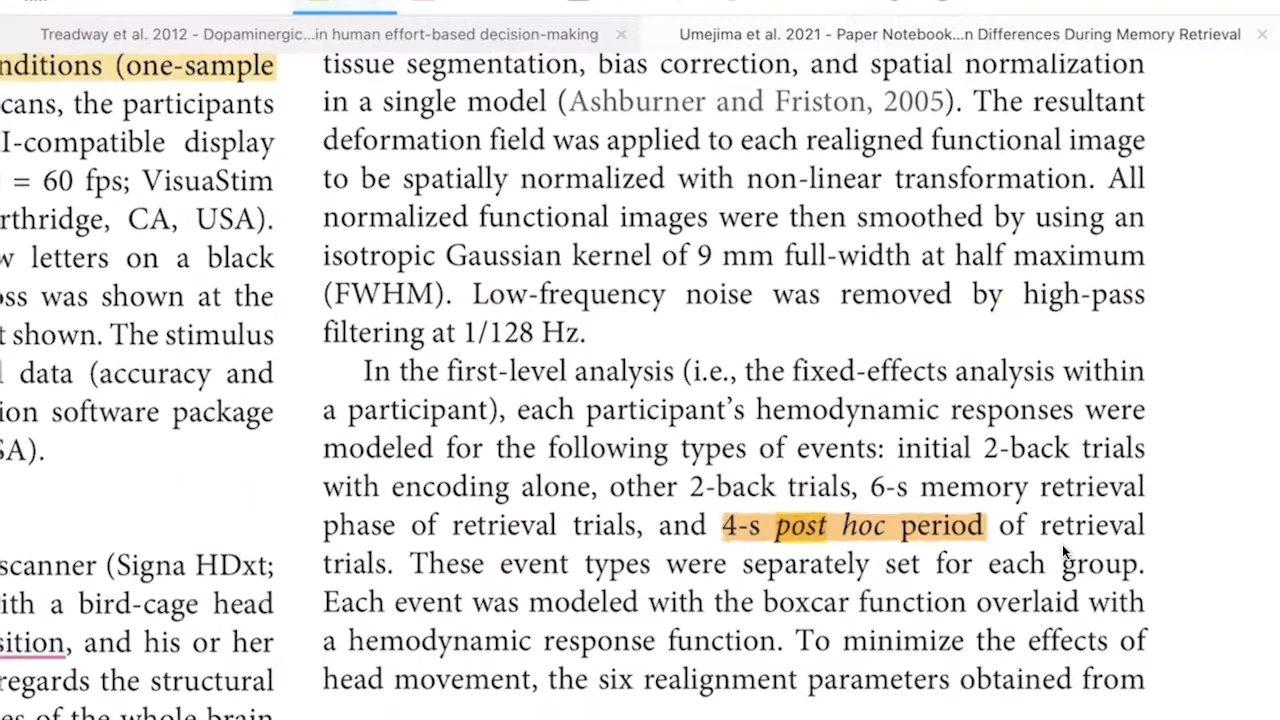 Treadway et al. 2012 - Dopaminergic...in human effort-based decision-making
Umejima et al. 2021 - Paper Notebook...n Differences During Memory Retrieval
nditions (one-sample
cans, the participants
I-compatible display
= 60 fps; VisuaStim
rthridge, CA, USA).
w letters on a black
oss was shown at the
t shown. The stimulus
l data (accuracy and
ion software package
SA).
scanner (Signa HDxt;
ith a bird-cage head
sition, and his or her
regards the structural
es of the whole brain
tissue segmentation, bias correction, and spatial normalization
in a single model (Ashburner and Friston, 2005). The resultant
deformation field was applied to each realigned functional image
to be spatially normalized with non-linear transformation. All
normalized functional images were then smoothed by using an
isotropic Gaussian kernel of 9 mm full-width at half maximum
(FWHM). Low-frequency noise was removed by high-pass
filtering at 1/128 Hz.
In the first-level analysis (i.e., the fixed-effects analysis within
a participant), each participant's hemodynamic responses were
modeled for the following types of events: initial 2-back trials
with encoding alone, other 2-back trials, 6-s memory retrieval
phase of retrieval trials, and 4-s post hoc period of retrieval
trials. These event types were separately set for each group.
Each event was modeled with the boxcar function overlaid with
a hemodynamic response function. To minimize the effects of
head movement, the six realignment parameters obtained from